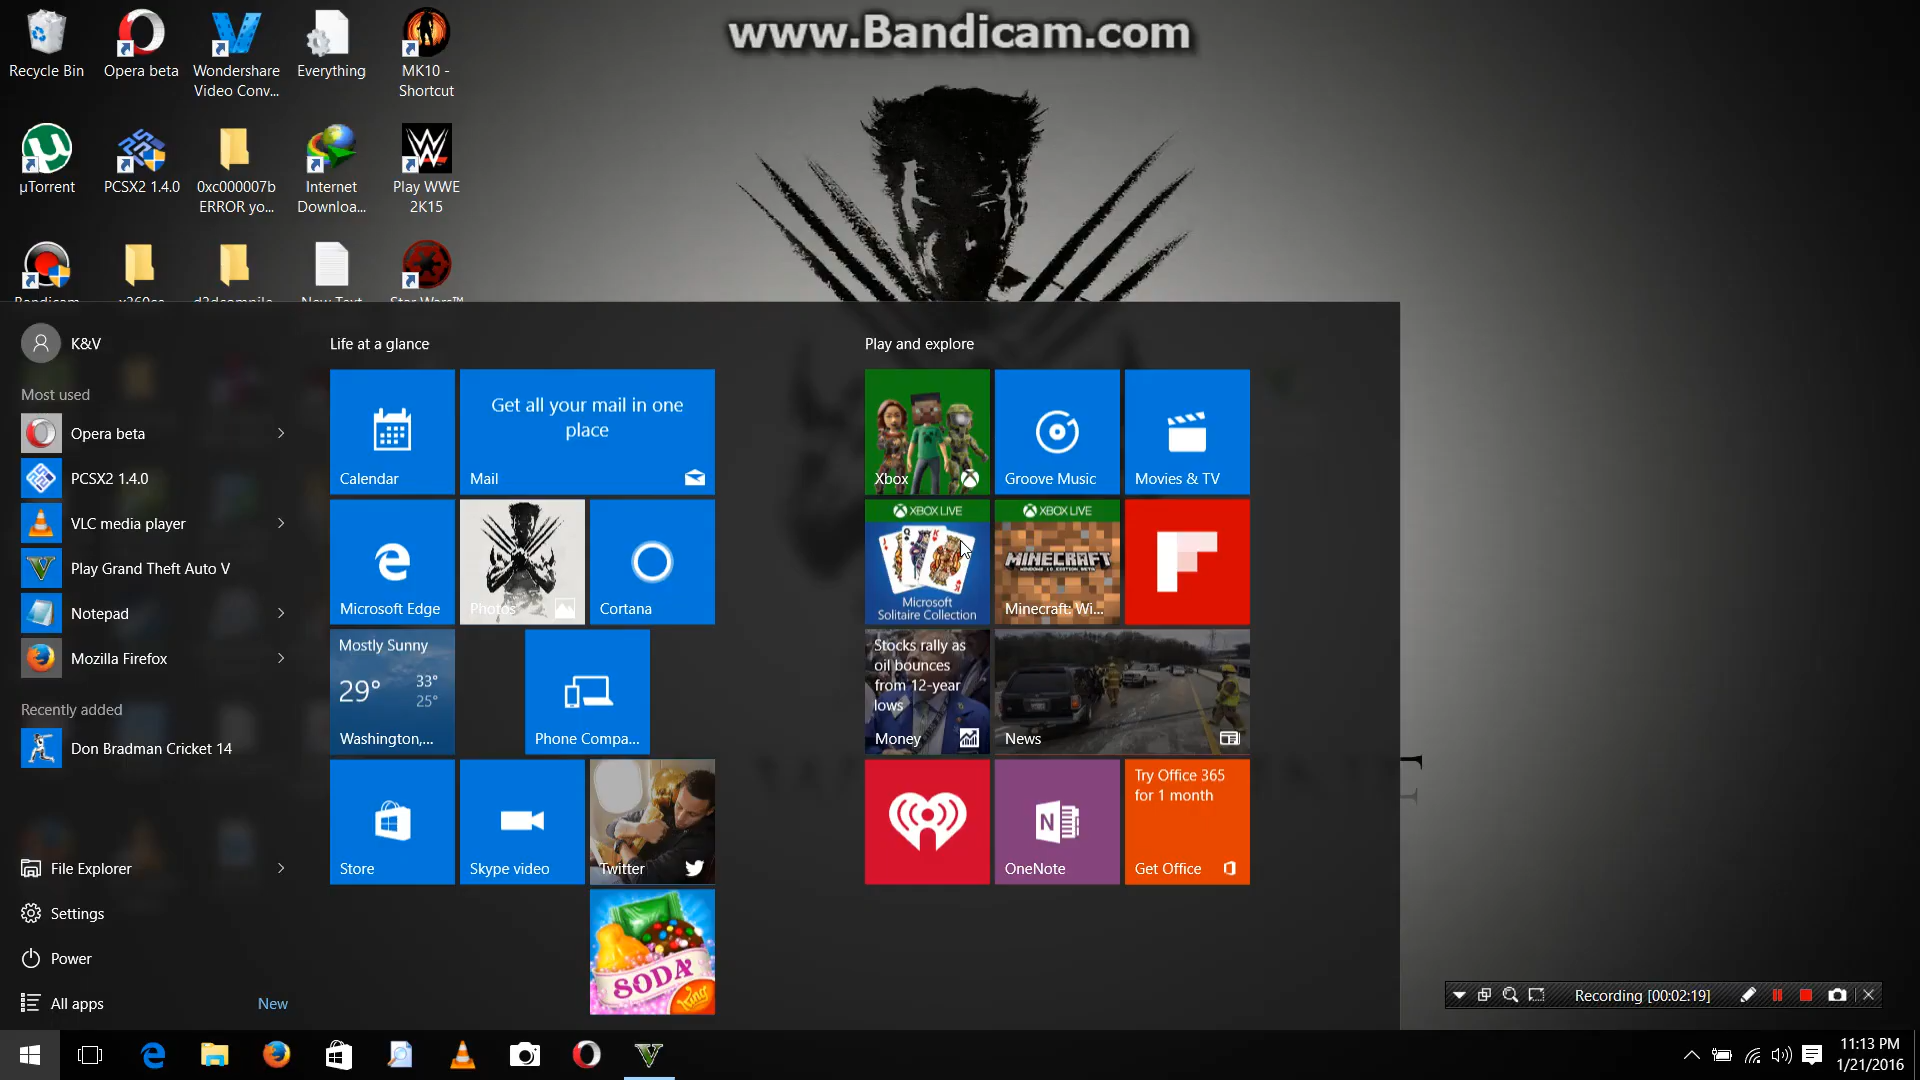 www.Bandicam.com
Recycle Bin
Opera beta
Wondershare
Video Conv...
Everything
MK10 -
Shortcut
µTorrent
PCSX2 1.4.0
0xc000007b
ERROR yo...
Internet
Downloa...
Play WWE
2K15
K&V
Most used
Opera beta
PCSX2 1.4.0
VLC media player
Play Grand Theft Auto V
Notepad
Mozilla Firefox
Recently added
Don Bradman Cricket 14
File Explorer
Settings
Power
All apps
New
Life at a glance
Calendar
Get all your mail in one
place
Mail
Microsoft Edge
Photos
Cortana
Mostly Sunny
29°
33°
25°
Washington,...
Phone Compa...
Store
Skype video
Twitter
SODA
King
Play and explore
Xbox
Groove Music
Movies & TV
XBOX LIVE
Microsoft
Solitaire Collection
XBOX LIVE
MINECRAFT
WINDOWS 10 EDITION BETA
Minecraft: Wi...
Stocks rally as
oil bounces
from 12-year
lows
Money
News
OneNote
Try Office 365
for 1 month
Get Office
Recording [00:02:19]
11:13 PM
1/21/2016